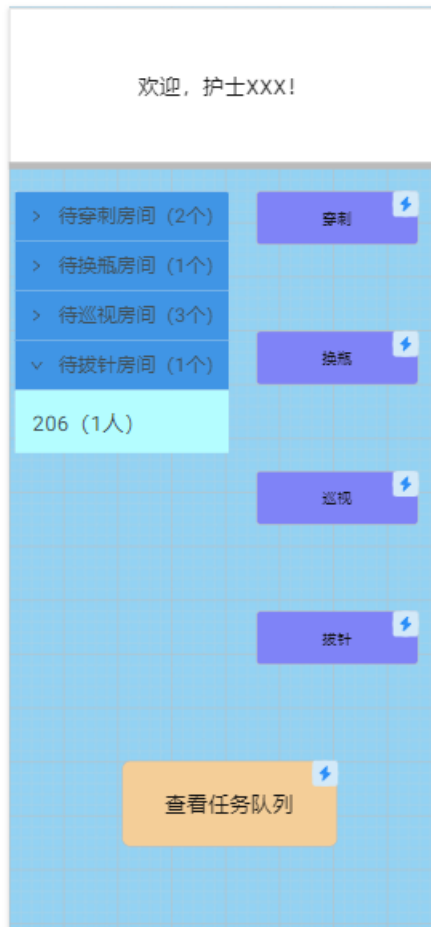 欢迎，护士XXX！
待穿刺房间（2个）
待换瓶房间（1个）
待巡视房间（3个）
待拔针房间（1个）
206（1人）
穿刺
换瓶
巡视
拔针
查看任务队列